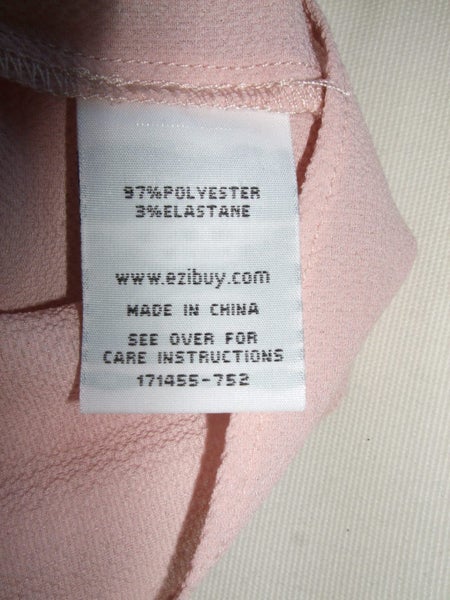 97%POLYESTER
3%ELASTANE
www.ezibuy.com
MADE IN CHINA
SEE OVER FOR
CARE INSTRUCTIONS
171455-752